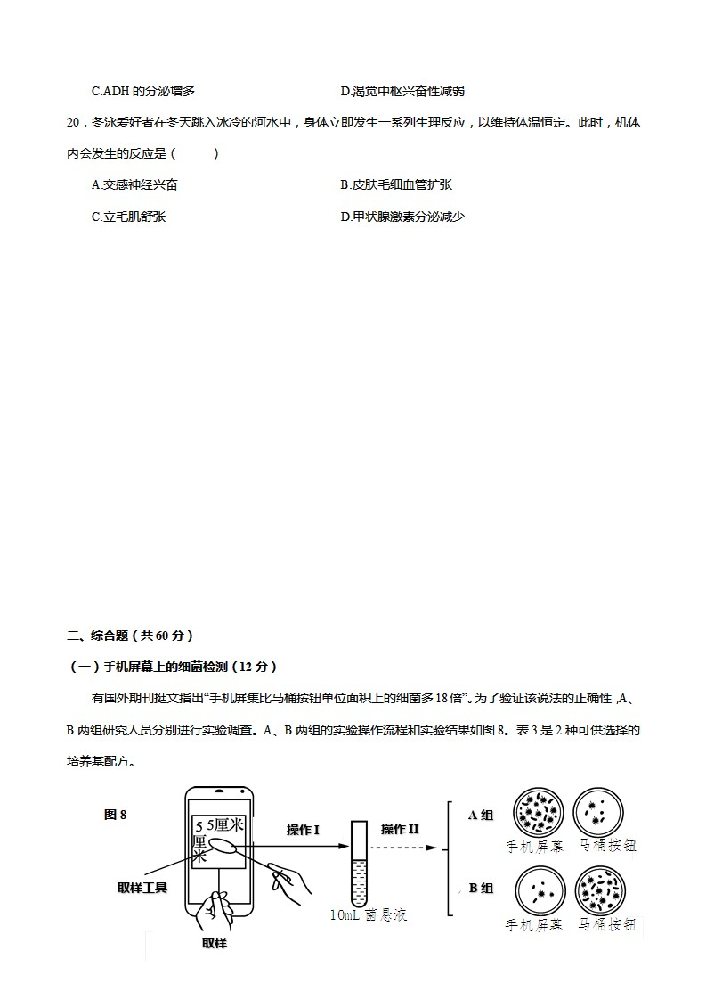 C.ADH 的分泌增多 D.渴觉中枢兴奋性减弱
20．冬泳爱好者在冬天跳入冰冷的河水中，身体立即发生一系列生理反应，以维持体温恒定。此时，机体
内会发生的反应是（ ）
A.交感神经兴奋 B.皮肤毛细血管扩张
C.立毛肌舒张 D.甲状腺激素分泌减少
二、综合题（共 60 分）
（一）手机屏幕上的细菌检测（12 分）
有国外期刊挺文指出“手机屏集比马桶按钮单位面积上的细菌多 18 倍”。为了验证该说法的正确性，A、
B 两组研究人员分别进行实验调查。A、B 两组的实验操作流程和实验结果如图 8。表 3 是 2 种可供选择的
培养基配方。
图 8
5厘米
5厘米
取样工具
取样
操作 I
10mL 菌悬液
操作 II
A 组
手机屏幕 马桶按钮
B 组
手机屏幕 马桶按钮